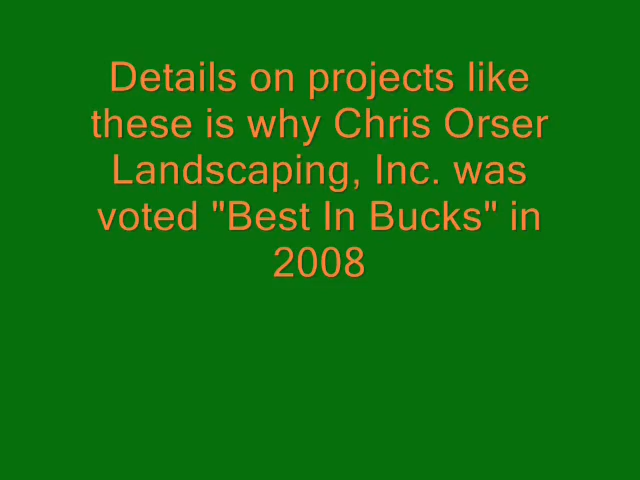 Details on projects like
these is why Chris Orser
Landscaping, Inc. was
voted "Best In Bucks" in
2008